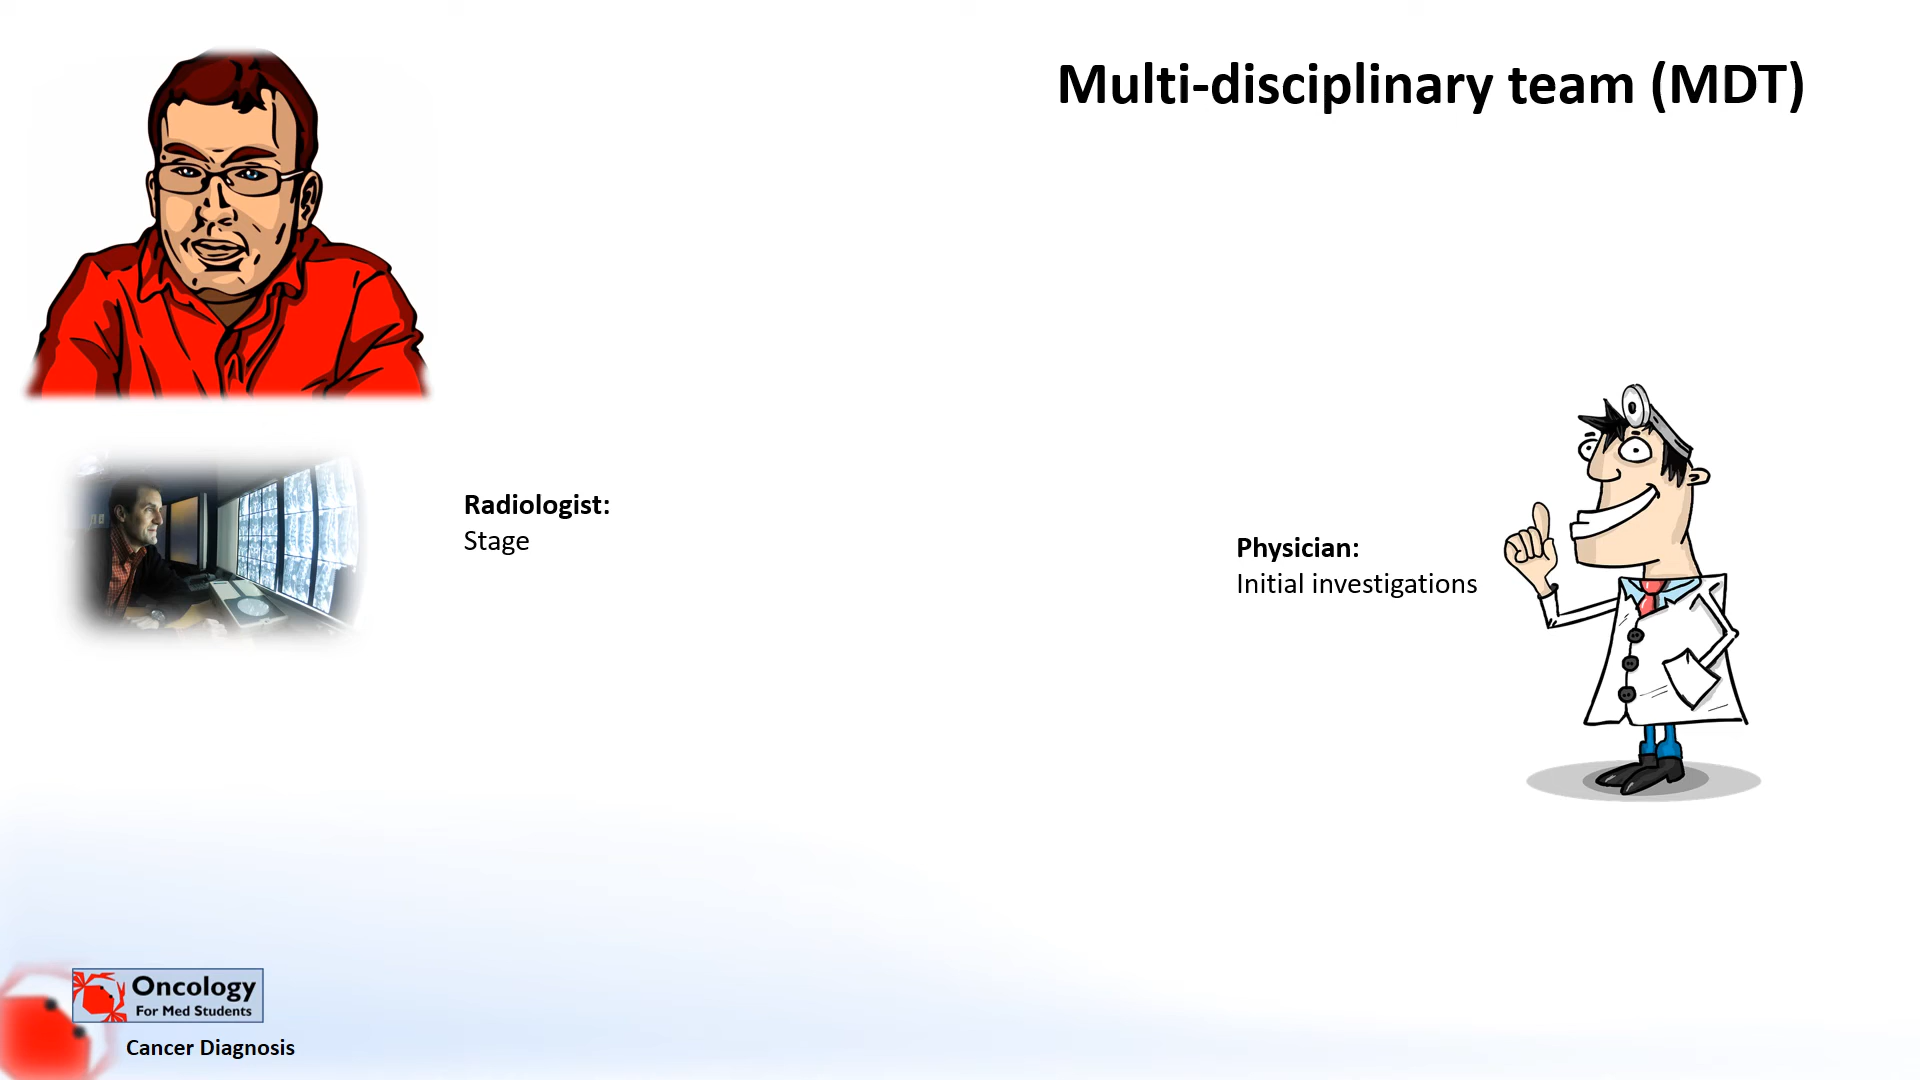 Multi-disciplinary team (MDT)
Radiologist:
Stage
Physician:
Initial investigations
Oncology
For Med Students
Cancer Diagnosis